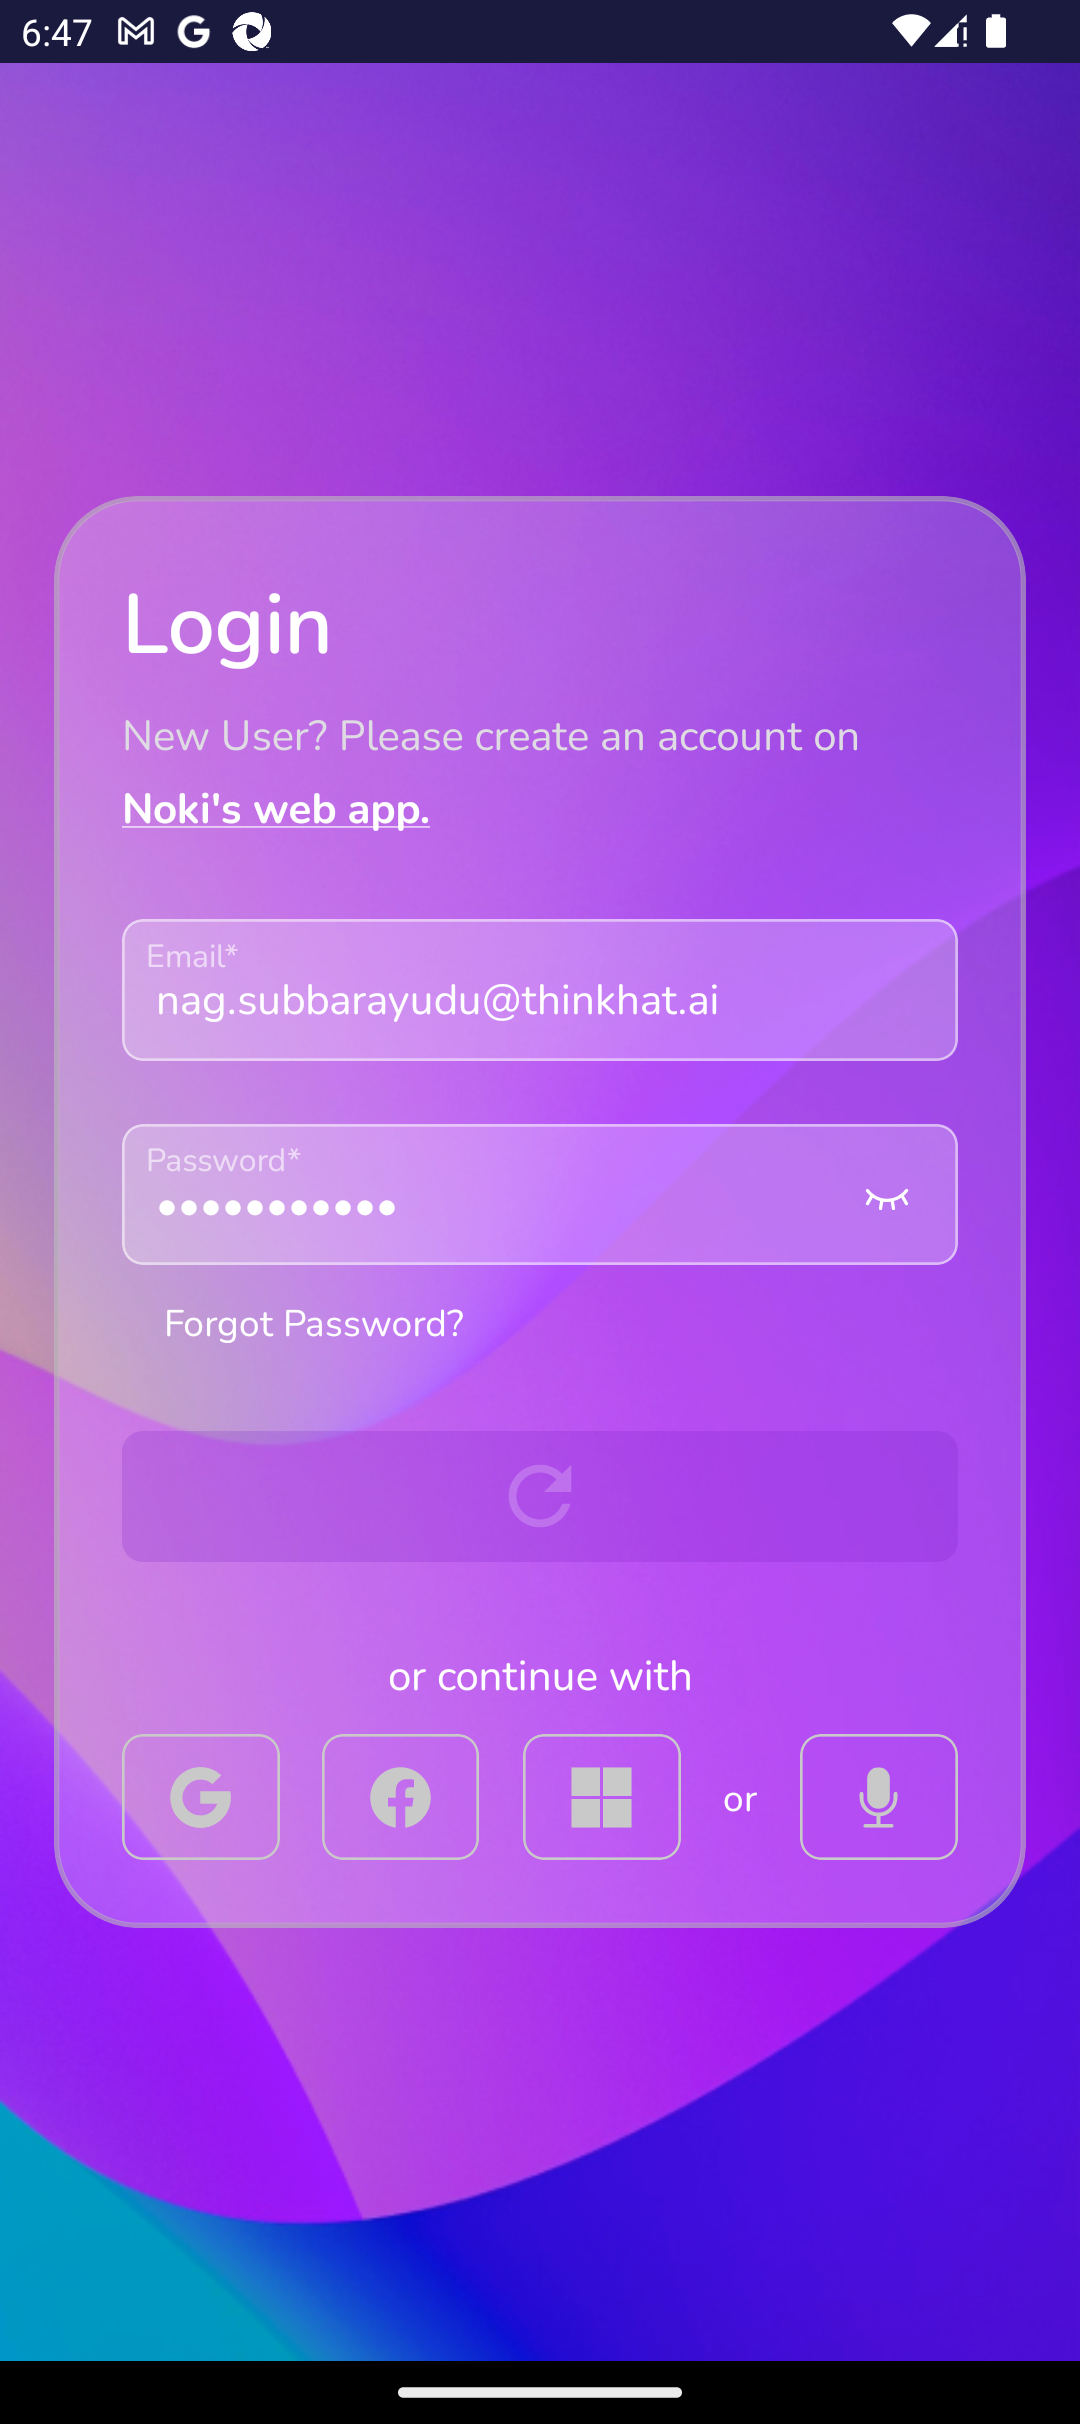 6:47
Login
New User? Please create an account on
Noki's web app.
Email*
nag.subbarayudu@thinkhat.ai
Password*
•••••••••••
Forgot Password?
or continue with
or